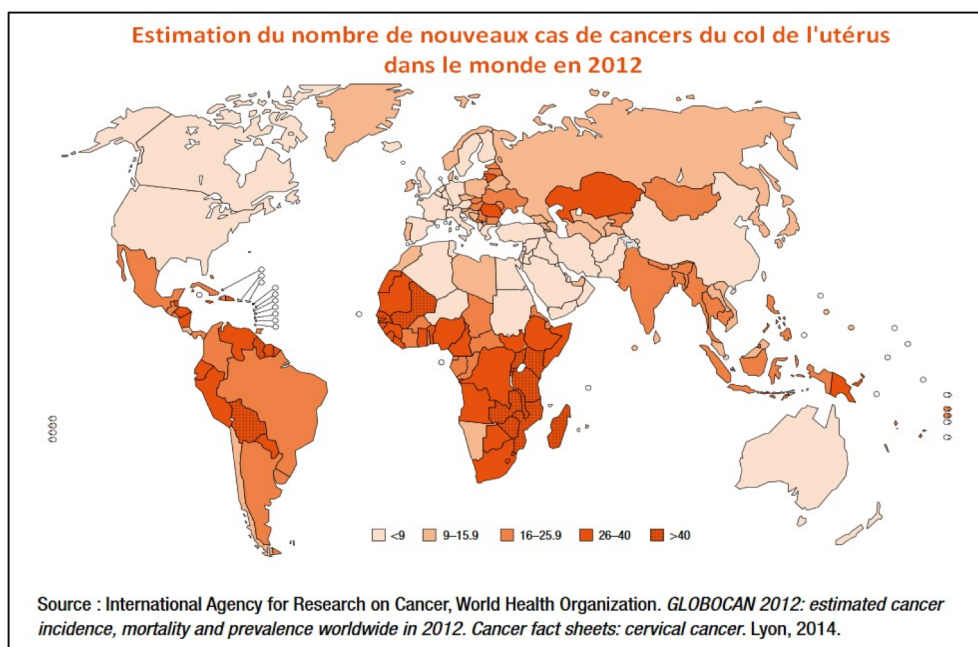 Estimation du nombre de nouveaux cas de cancers du col de l'utérus
dans le monde en 2012
<9 9–15.9 16–25.9 26–40 >40
Source : International Agency for Research on Cancer, World Health Organization. GLOBOCAN 2012: estimated cancer
incidence, mortality and prevalence worldwide in 2012. Cancer fact sheets: cervical cancer. Lyon, 2014.